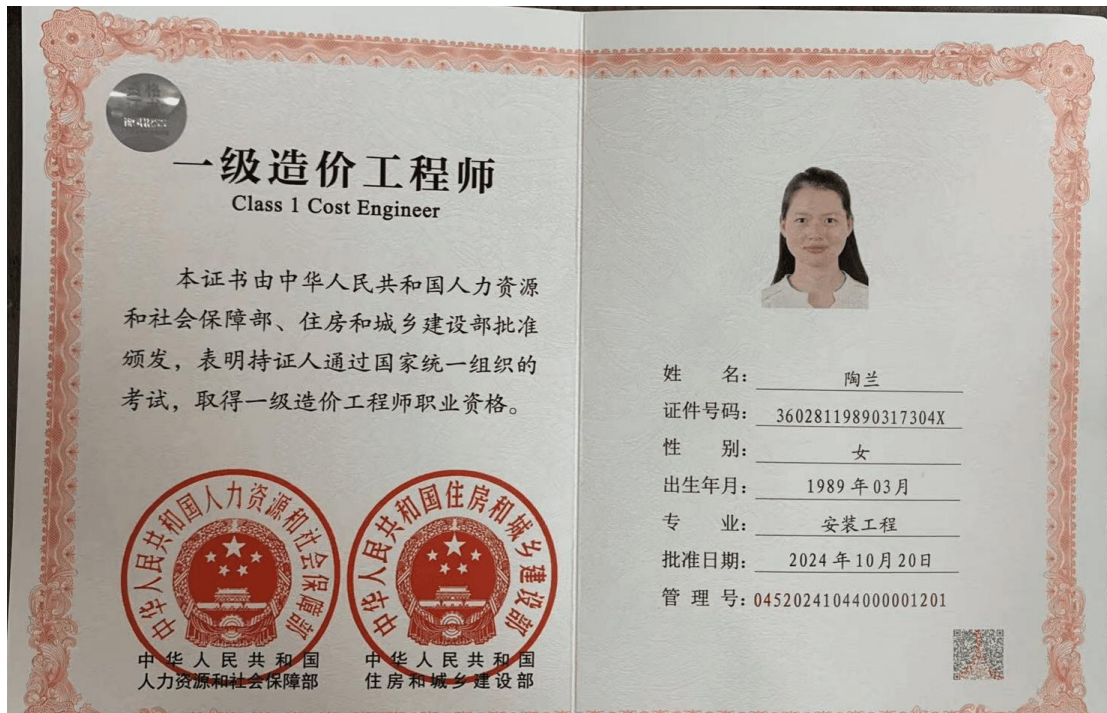 一级造价工程师
Class 1 Cost Engineer
本证书由中华人民共和国人力资源
和社会保障部、住房和城乡建设部批准
颁发，表明持证人通过国家统一组织的
考试，取得一级造价工程师职业资格。
中华人民共和国人力资源和社会保障部
中华人民共和国住房和城乡建设部
中华人民共和国
人力资源和社会保障部
中华人民共和国
住房和城乡建设部
姓 名：陶兰
证件号码：36028119890317304X
性 别：女
出生年月：1989年03月
专 业：安装工程
批准日期：2024年10月20日
管 理 号：04520241044000001201